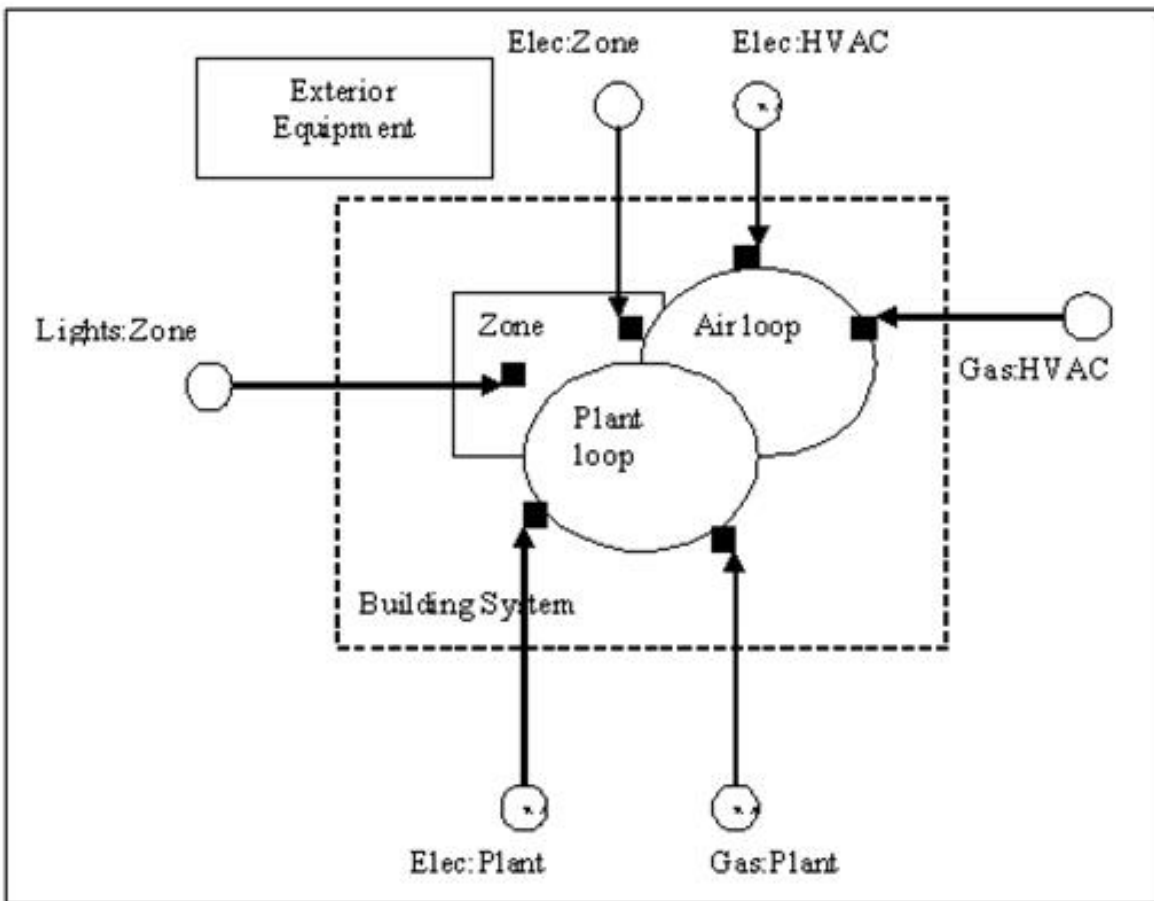 Elec:Zone
Elec:HVAC
Exterior
Equipment
Lights:Zone
Zone
Air loop
Gas:HVAC
Plant
loop
Building System
Elec:Plant
Gas:Plant